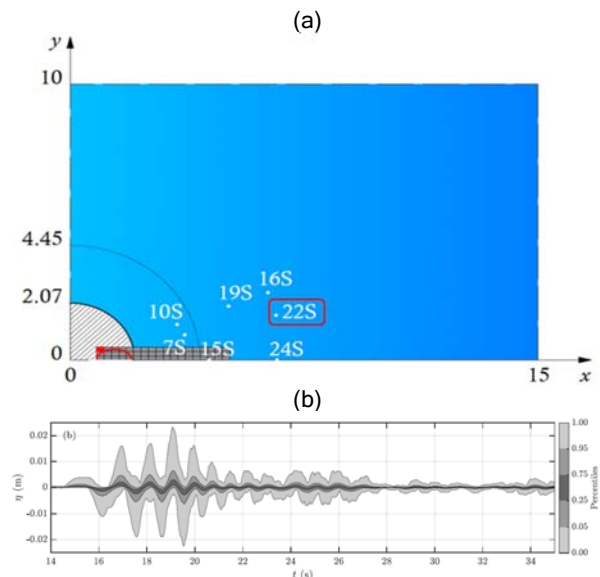 (a)
y
10
4.45
2.07
0
16S
19S
22S
10S
7S
15S
24S
0
15
x
(b)
(b)
0.02
0.01
0
-0.01
-0.02
η (m)
14
16
18
20
22
24
26
28
30
32
34
t (s)
1.00
0.95
0.75
0.25
0.05
0.00
Percentiles